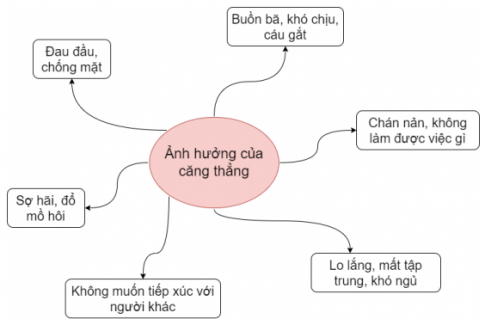 Buồn bã, khó chịu,
cáu gắt
Đau đầu,
chống mặt
Chán nản, không
làm được việc gì
Ảnh hưởng của
căng thẳng
Sợ hãi, đổ
mồ hôi
Lo lắng, mất tập
trung, khó ngủ
Không muốn tiếp xúc với
người khác